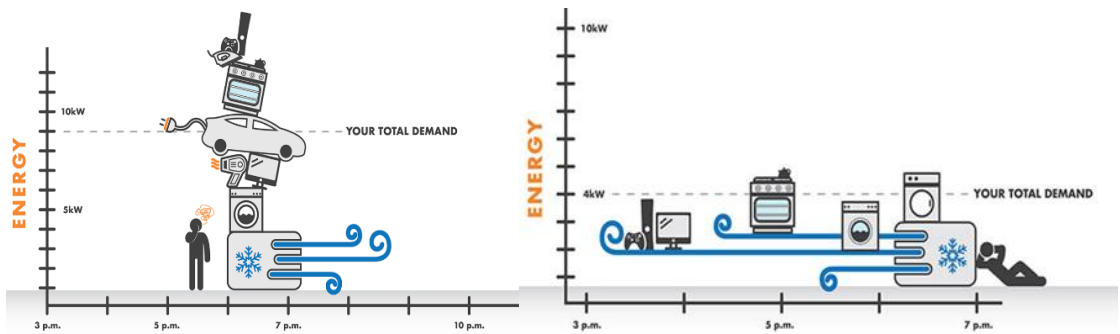 10kW
YOUR TOTAL DEMAND
5kW
ENERGY
3 p.m.
5 p.m.
7 p.m.
10 p.m.
10kW
4kW
YOUR TOTAL DEMAND
ENERGY
3 p.m.
5 p.m.
7 p.m.